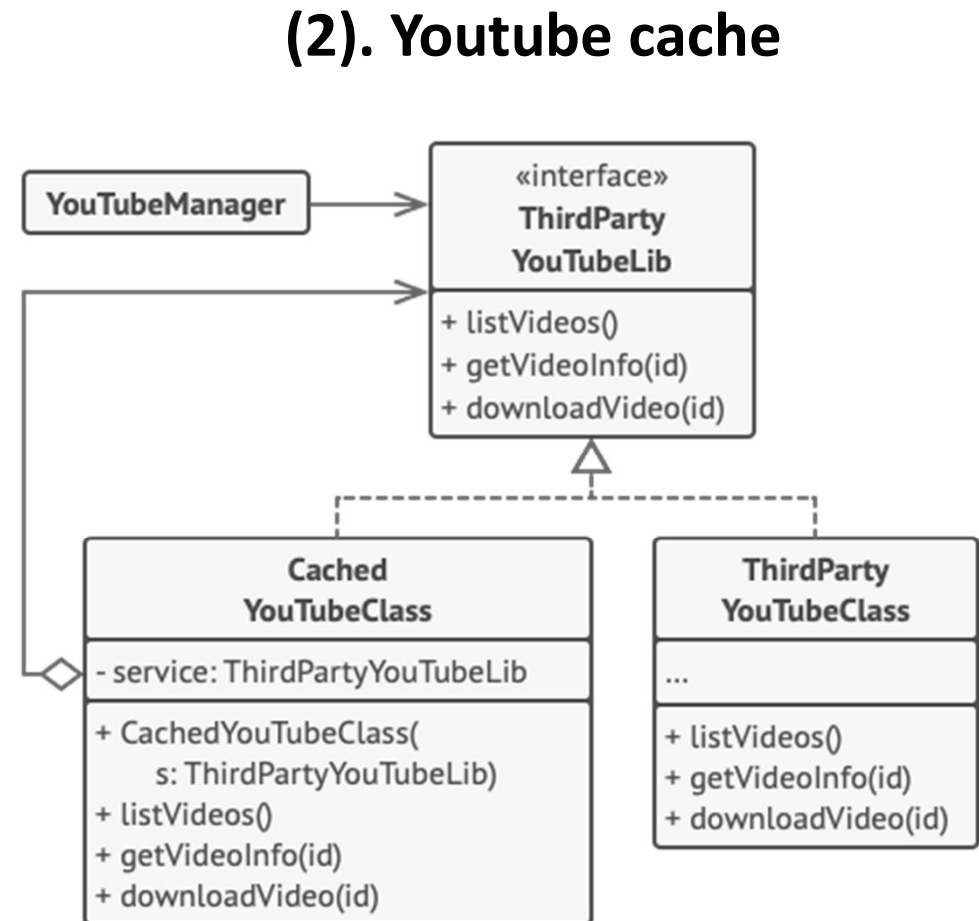 (2). Youtube cache
YouTubeManager
«interface»
ThirdParty
YouTubeLib
+ listVideos()
+ getVideoInfo(id)
+ downloadVideo(id)
Cached
YouTubeClass
- service: ThirdPartyYouTubeLib
+ CachedYouTubeClass(
s: ThirdPartyYouTubeLib)
+ listVideos()
+ getVideoInfo(id)
+ downloadVideo(id)
ThirdParty
YouTubeClass
...
+ listVideos()
+ getVideoInfo(id)
+ downloadVideo(id)